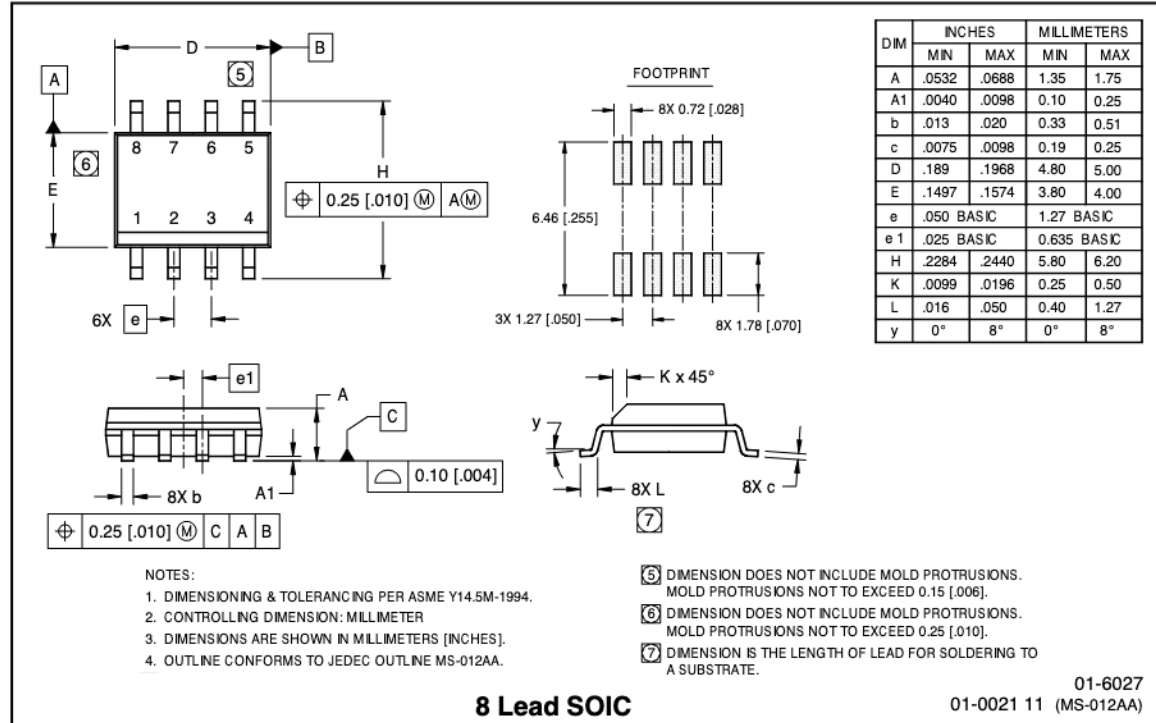 D
B
A
5
8 7 6 5
6
E
H
⌖ 0.25 [.010] Ⓜ A Ⓜ
1 2 3 4
6X e
FOOTPRINT
8X 0.72 [.028]
6.46 [.255]
3X 1.27 [.050]
8X 1.78 [.070]
DIM INCHES MILLIMETERS
MIN MAX MIN MAX
A .0532 .0688 1.35 1.75
A1 .0040 .0098 0.10 0.25
b .013 .020 0.33 0.51
c .0075 .0098 0.19 0.25
D .189 .1968 4.80 5.00
E .1497 .1574 3.80 4.00
e .050 BASIC 1.27 BASIC
e 1 .025 BASIC 0.635 BASIC
H .2284 .2440 5.80 6.20
K .0099 .0196 0.25 0.50
L .016 .050 0.40 1.27
y 0° 8° 0° 8°
e1
A
C
⌓ 0.10 [.004]
8X b
A1
⌖ 0.25 [.010] Ⓜ C A B
K x 45°
y
8X L
7
8X c
NOTES:
1. DIMENSIONING & TOLERANCING PER ASME Y14.5M-1994.
2. CONTROLLING DIMENSION: MILLIMETER
3. DIMENSIONS ARE SHOWN IN MILLIMETERS [INCHES].
4. OUTLINE CONFORMS TO JEDEC OUTLINE MS-012AA.
5 DIMENSION DOES NOT INCLUDE MOLD PROTRUSIONS.
MOLD PROTRUSIONS NOT TO EXCEED 0.15 [.006].
6 DIMENSION DOES NOT INCLUDE MOLD PROTRUSIONS.
MOLD PROTRUSIONS NOT TO EXCEED 0.25 [.010].
7 DIMENSION IS THE LENGTH OF LEAD FOR SOLDERING TO
A SUBSTRATE.
8 Lead SOIC
01-6027
01-0021 11 (MS-012AA)